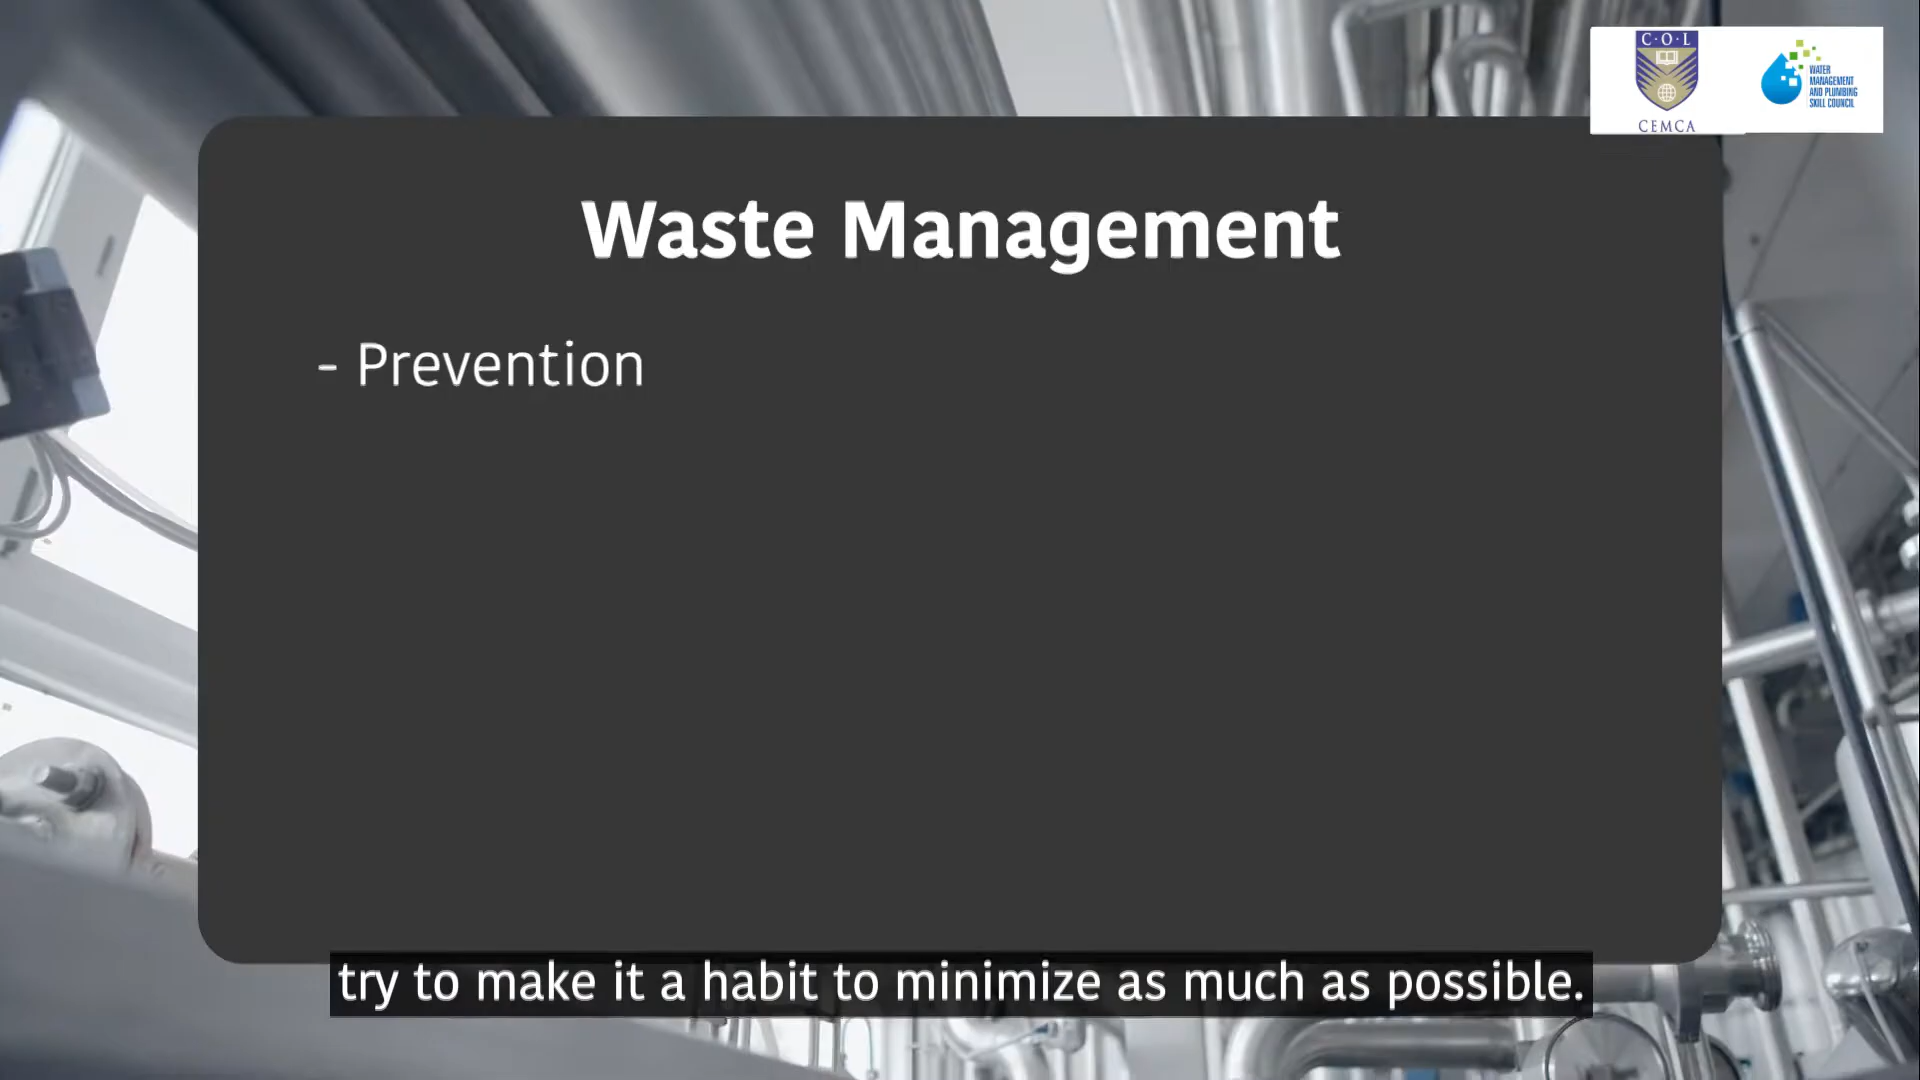 C·O·L
CEMCA
WATER
MANAGEMENT
AND PLUMBING
SKILL COUNCIL
Waste Management
- Prevention
try to make it a habit to minimize as much as possible.